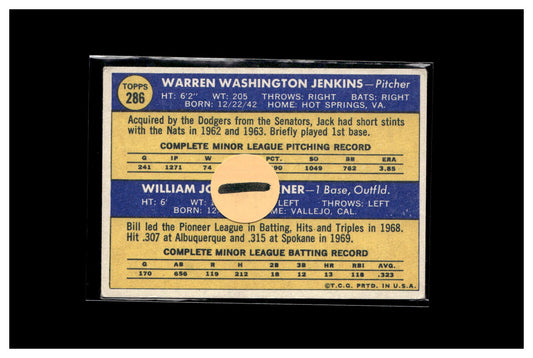 TOPPS
286
WARREN WASHINGTON JENKINS—Pitcher
HT: 6'2" WT: 205 THROWS: RIGHT BATS: RIGHT
BORN: 12/22/42 HOME: HOT SPRINGS, VA.
Acquired by the Dodgers from the Senators, Jack had short stints
with the Nats in 1962 and 1963. Briefly played 1st base.
COMPLETE MINOR LEAGUE PITCHING RECORD
G IP W PCT. SO BB ERA
241 1271 74 1049 762 3.85
WILLIAM —1 Base, Outfld.
HT: 6' LEFT THROWS: LEFT
BORN: HOME: VALLEJO, CAL.
Bill led the Pioneer League in Batting, Hits and Triples in 1968.
Hit .307 at Albuquerque and .315 at Spokane in 1969.
COMPLETE MINOR LEAGUE BATTING RECORD
G AB R H 2B 3B HR RBI AVG.
170 656 119 212 18 12 13 118 .323
©T.C.G. PRTD. IN U.S.A.